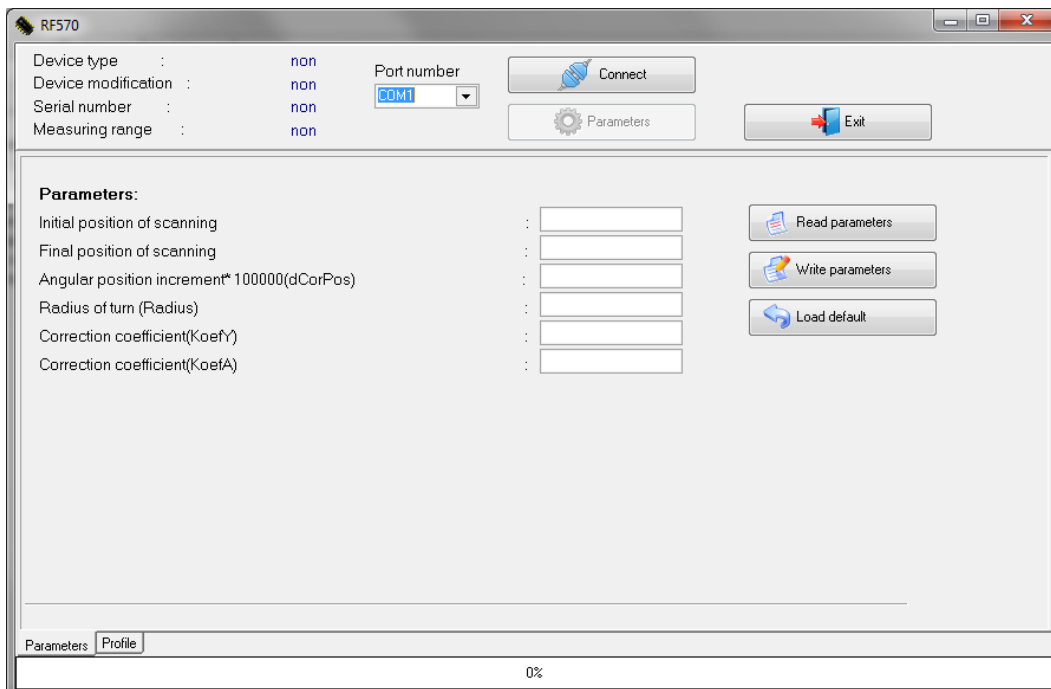 RF570
Device type : non
Device modification : non
Serial number : non
Measuring range : non
Port number
COM1
Connect
Parameters
Exit
Parameters:
Initial position of scanning :
Final position of scanning :
Angular position increment* 100000(dCorPos) :
Radius of turn (Radius) :
Correction coefficient(KoefY) :
Correction coefficient(KoefA) :
Read parameters
Write parameters
Load default
Parameters Profile
0%